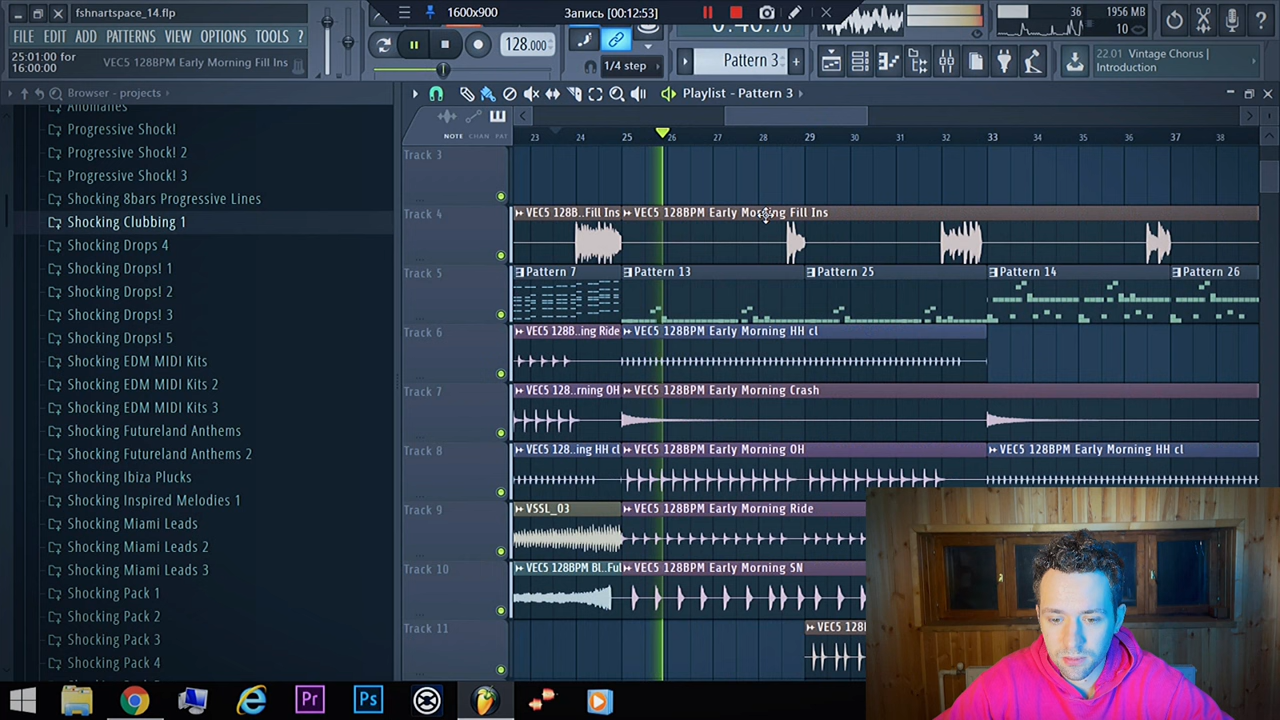 fshnartspace_14.flp
1600x900
Запись [00:12:53]
36
1956 MB
10
FILE EDIT ADD PATTERNS VIEW OPTIONS TOOLS ?
128.000
Pattern 3
22.01 Vintage Chorus |
Introduction
25:01:00 for
16:00:00
VEC5 128BPM Early Morning Fill Ins
1/4 step
Browser - projects
Playlist - Pattern 3
NOTE CHAN PAT
23 24 25 26 27 28 29 30 31 32 33 34 35 36 37 38
Progressive Shock!
Progressive Shock! 2
Progressive Shock! 3
Shocking 8bars Progressive Lines
Shocking Clubbing 1
Shocking Drops 4
Shocking Drops! 1
Shocking Drops! 2
Shocking Drops! 3
Shocking Drops! 5
Shocking EDM MIDI Kits
Shocking EDM MIDI Kits 2
Shocking EDM MIDI Kits 3
Shocking Futureland Anthems
Shocking Futureland Anthems 2
Shocking Ibiza Plucks
Shocking Inspired Melodies 1
Shocking Miami Leads
Shocking Miami Leads 2
Shocking Miami Leads 3
Shocking Pack 1
Shocking Pack 2
Shocking Pack 3
Shocking Pack 4
Track 3
Track 4
VEC5 128B..Fill Ins
VEC5 128BPM Early Morning Fill Ins
Track 5
Pattern 7
Pattern 13
Pattern 25
Pattern 14
Pattern 26
Track 6
VEC5 128B..ing Ride
VEC5 128BPM Early Morning HH cl
Track 7
VEC5 128..rning OH
VEC5 128BPM Early Morning Crash
Track 8
VEC5 128..ing HH cl
VEC5 128BPM Early Morning OH
VEC5 128BPM Early Morning HH cl
Track 9
VSSL_03
VEC5 128BPM Early Morning Ride
Track 10
VEC5 128BPM Bl..Ful
VEC5 128BPM Early Morning SN
Track 11
Pr
Ps